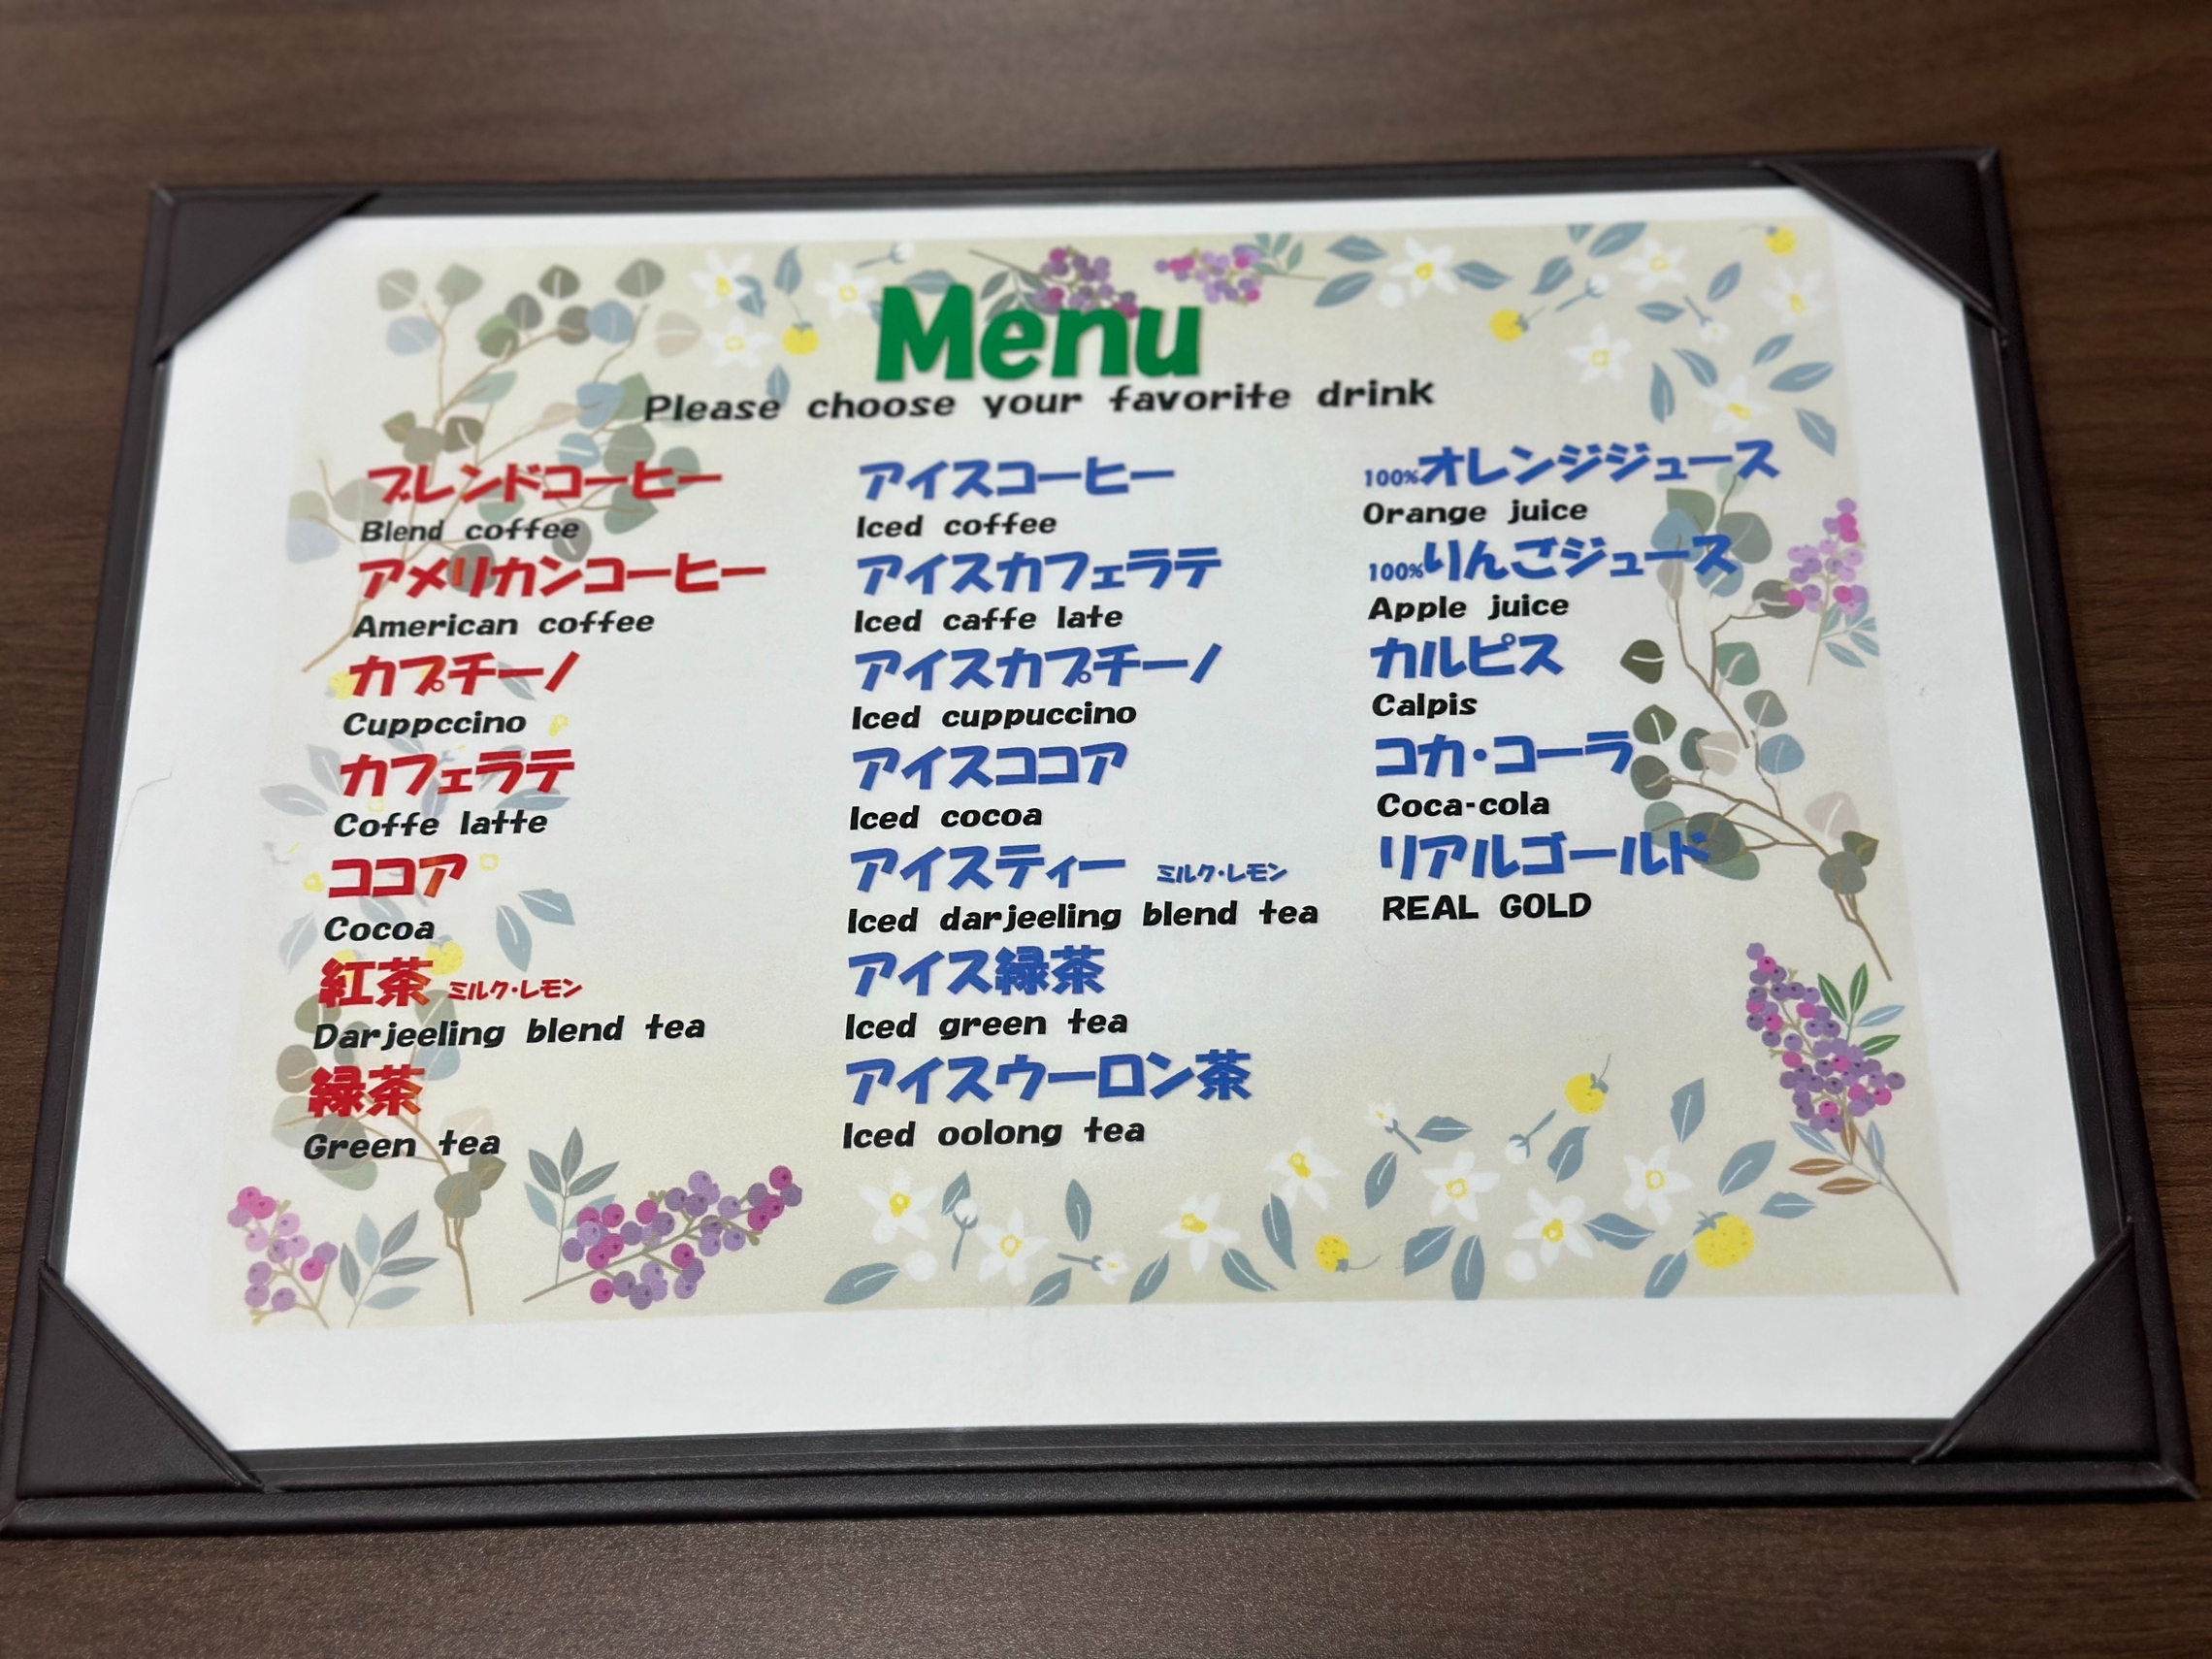 Menu
Please choose your favorite drink
ブレンドコーヒー
Blend coffee
アメリカンコーヒー
American coffee
カプチーノ
Cuppccino
カフェラテ
Coffe latte
ココア
Cocoa
紅茶 ミルク・レモン
Darjeeling blend tea
緑茶
Green tea
アイスコーヒー
Iced coffee
アイスカフェラテ
Iced caffe late
アイスカプチーノ
Iced cuppuccino
アイスココア
Iced cocoa
アイスティー ミルク・レモン
Iced darjeeling blend tea
アイス緑茶
Iced green tea
アイスウーロン茶
Iced oolong tea
100%オレンジジュース
Orange juice
100%りんごジュース
Apple juice
カルピス
Calpis
コカ・コーラ
Coca-cola
リアルゴールド
REAL GOLD